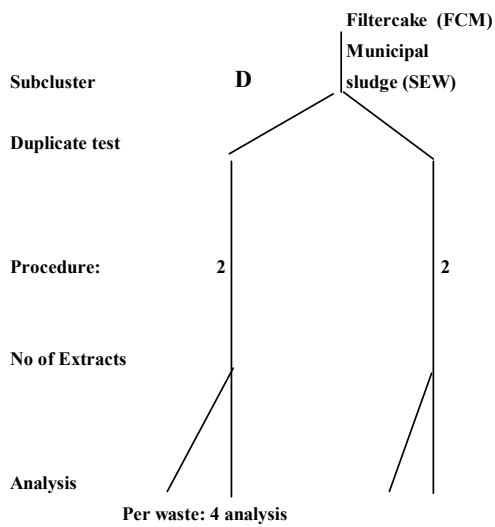 Filtercake (FCM)
Municipal
Subcluster D sludge (SEW)
Duplicate test
Procedure: 2 2
No of Extracts
Analysis
Per waste: 4 analysis